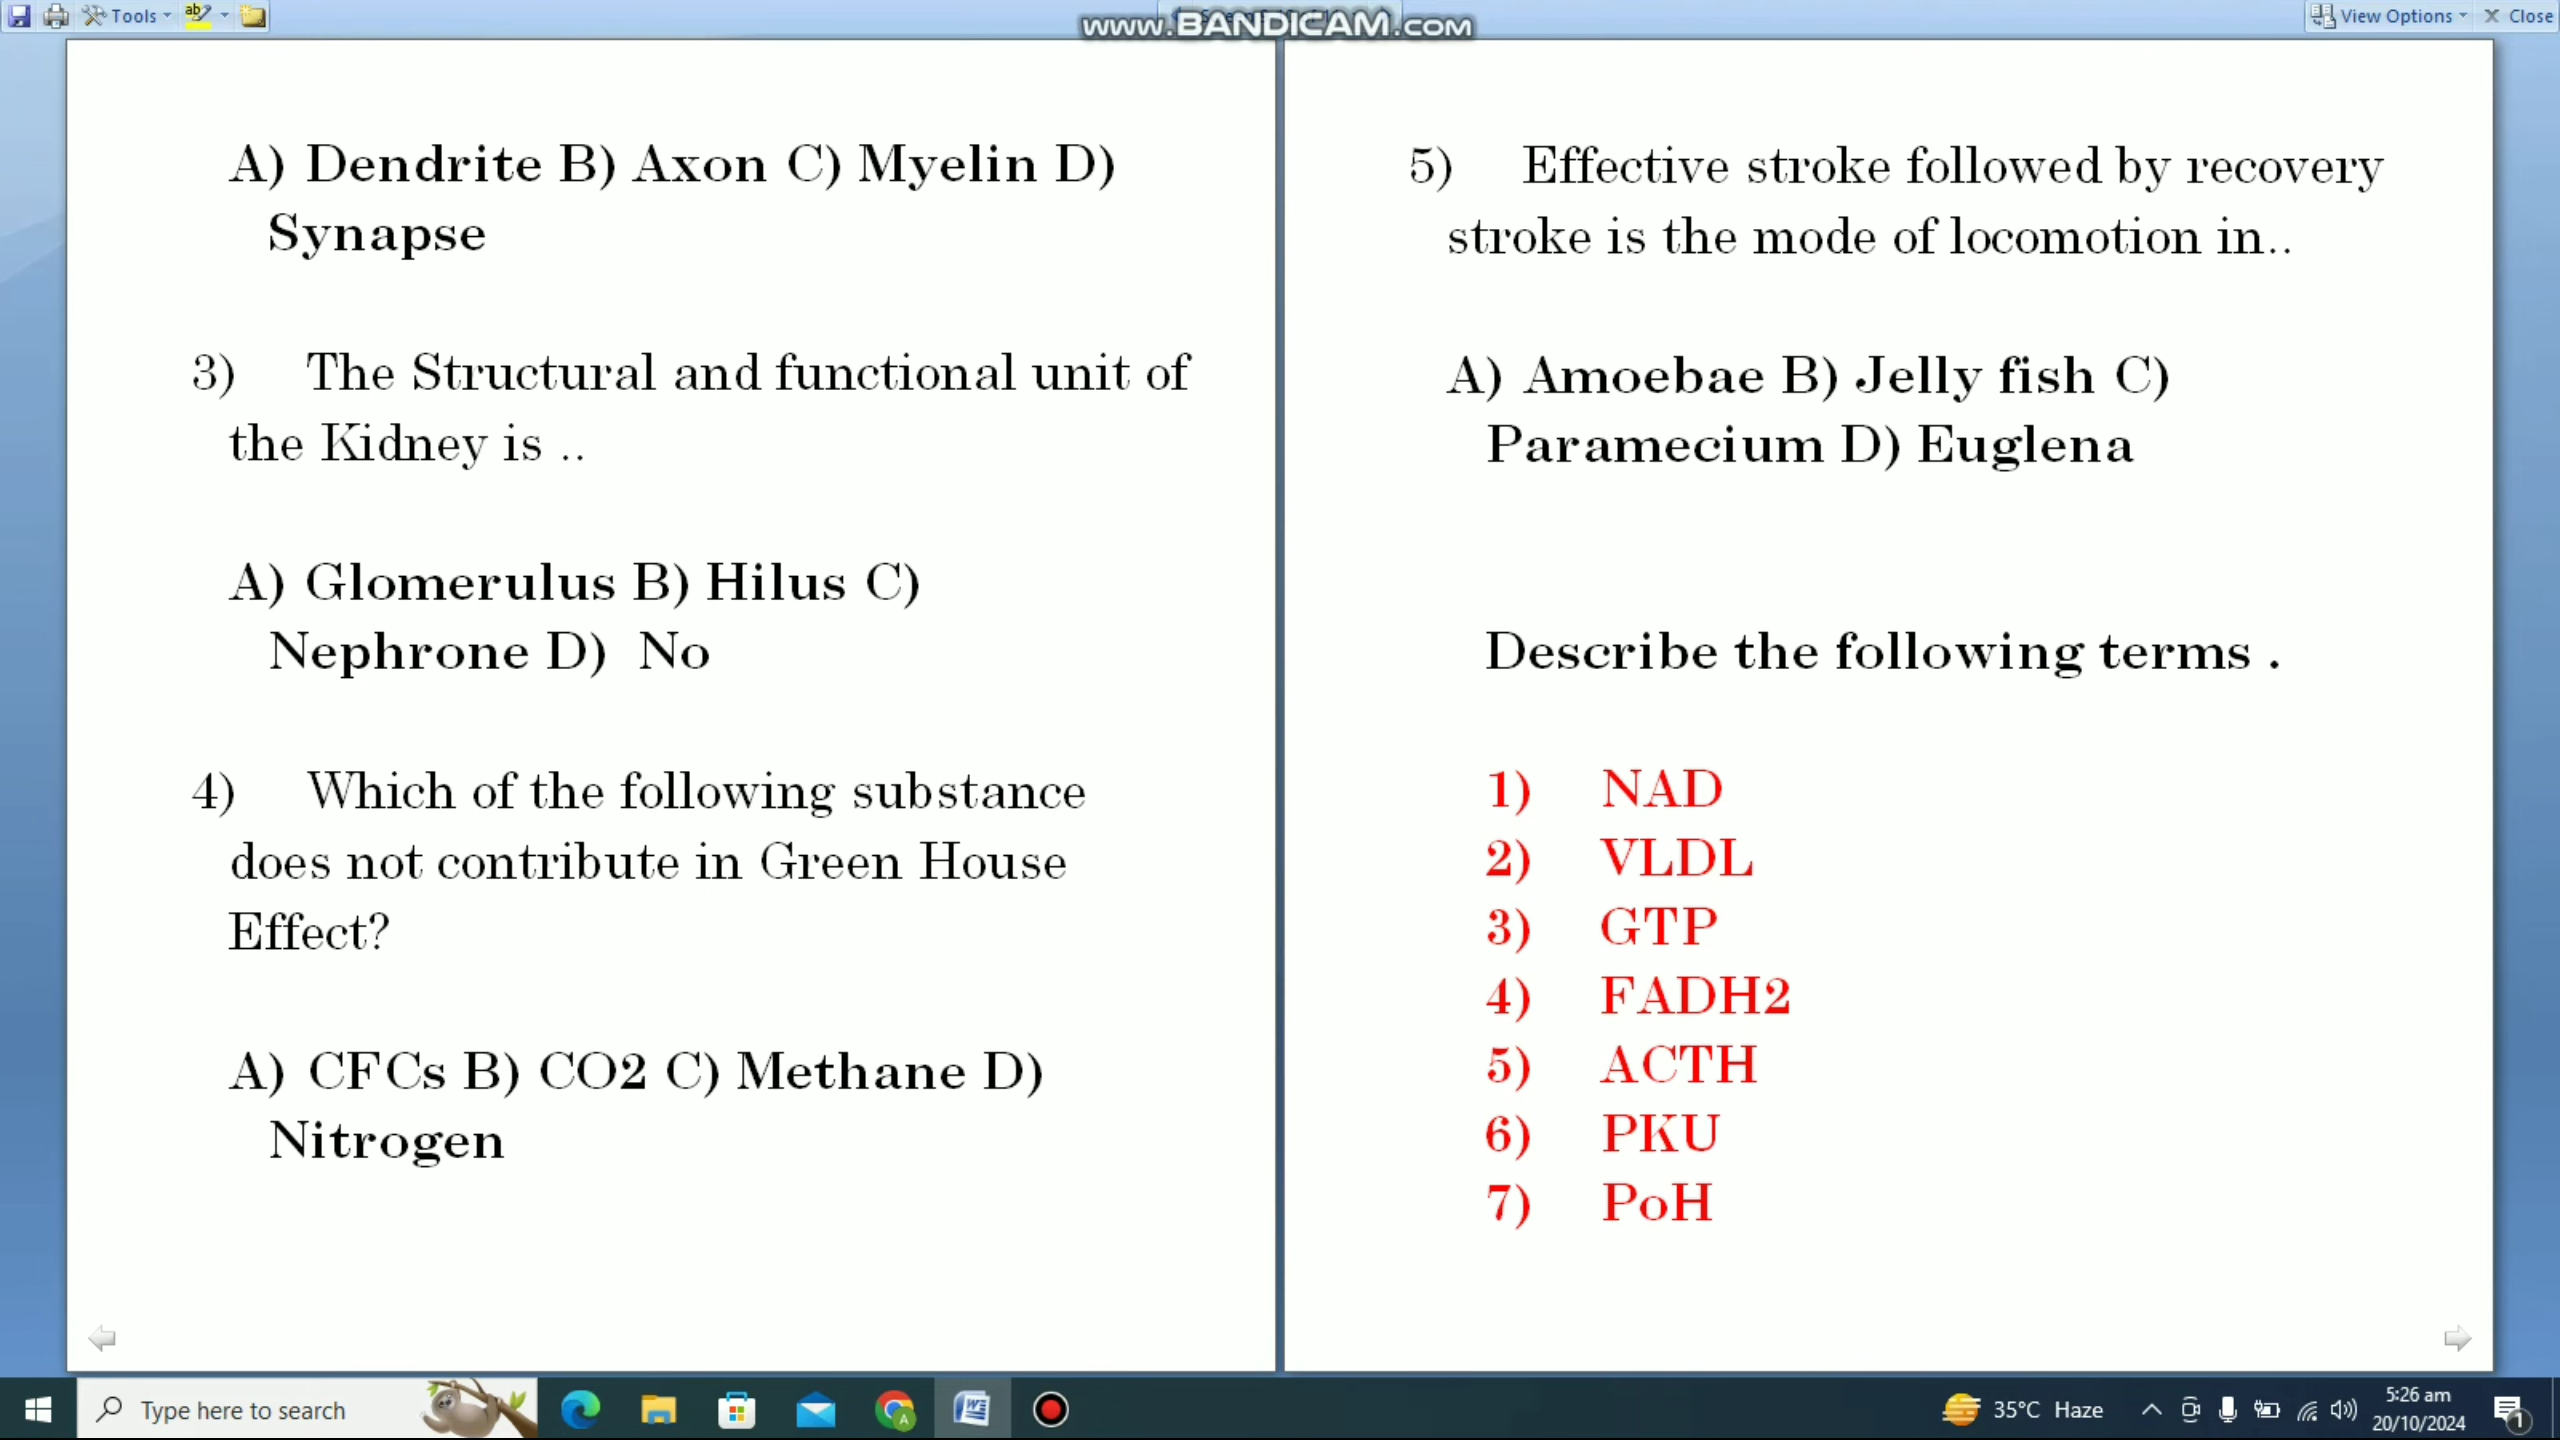 Tools
www.BANDICAM.com
View Options
Close
A) Dendrite B) Axon C) Myelin D)
Synapse
3) The Structural and functional unit of
the Kidney is ..
A) Glomerulus B) Hilus C)
Nephrone D) No
4) Which of the following substance
does not contribute in Green House
Effect?
A) CFCs B) CO2 C) Methane D)
Nitrogen
5) Effective stroke followed by recovery
stroke is the mode of locomotion in..
A) Amoebae B) Jelly fish C)
Paramecium D) Euglena
Describe the following terms .
1) NAD
2) VLDL
3) GTP
4) FADH2
5) ACTH
6) PKU
7) PoH
Type here to search
35°C Haze
5:26 am
20/10/2024
1